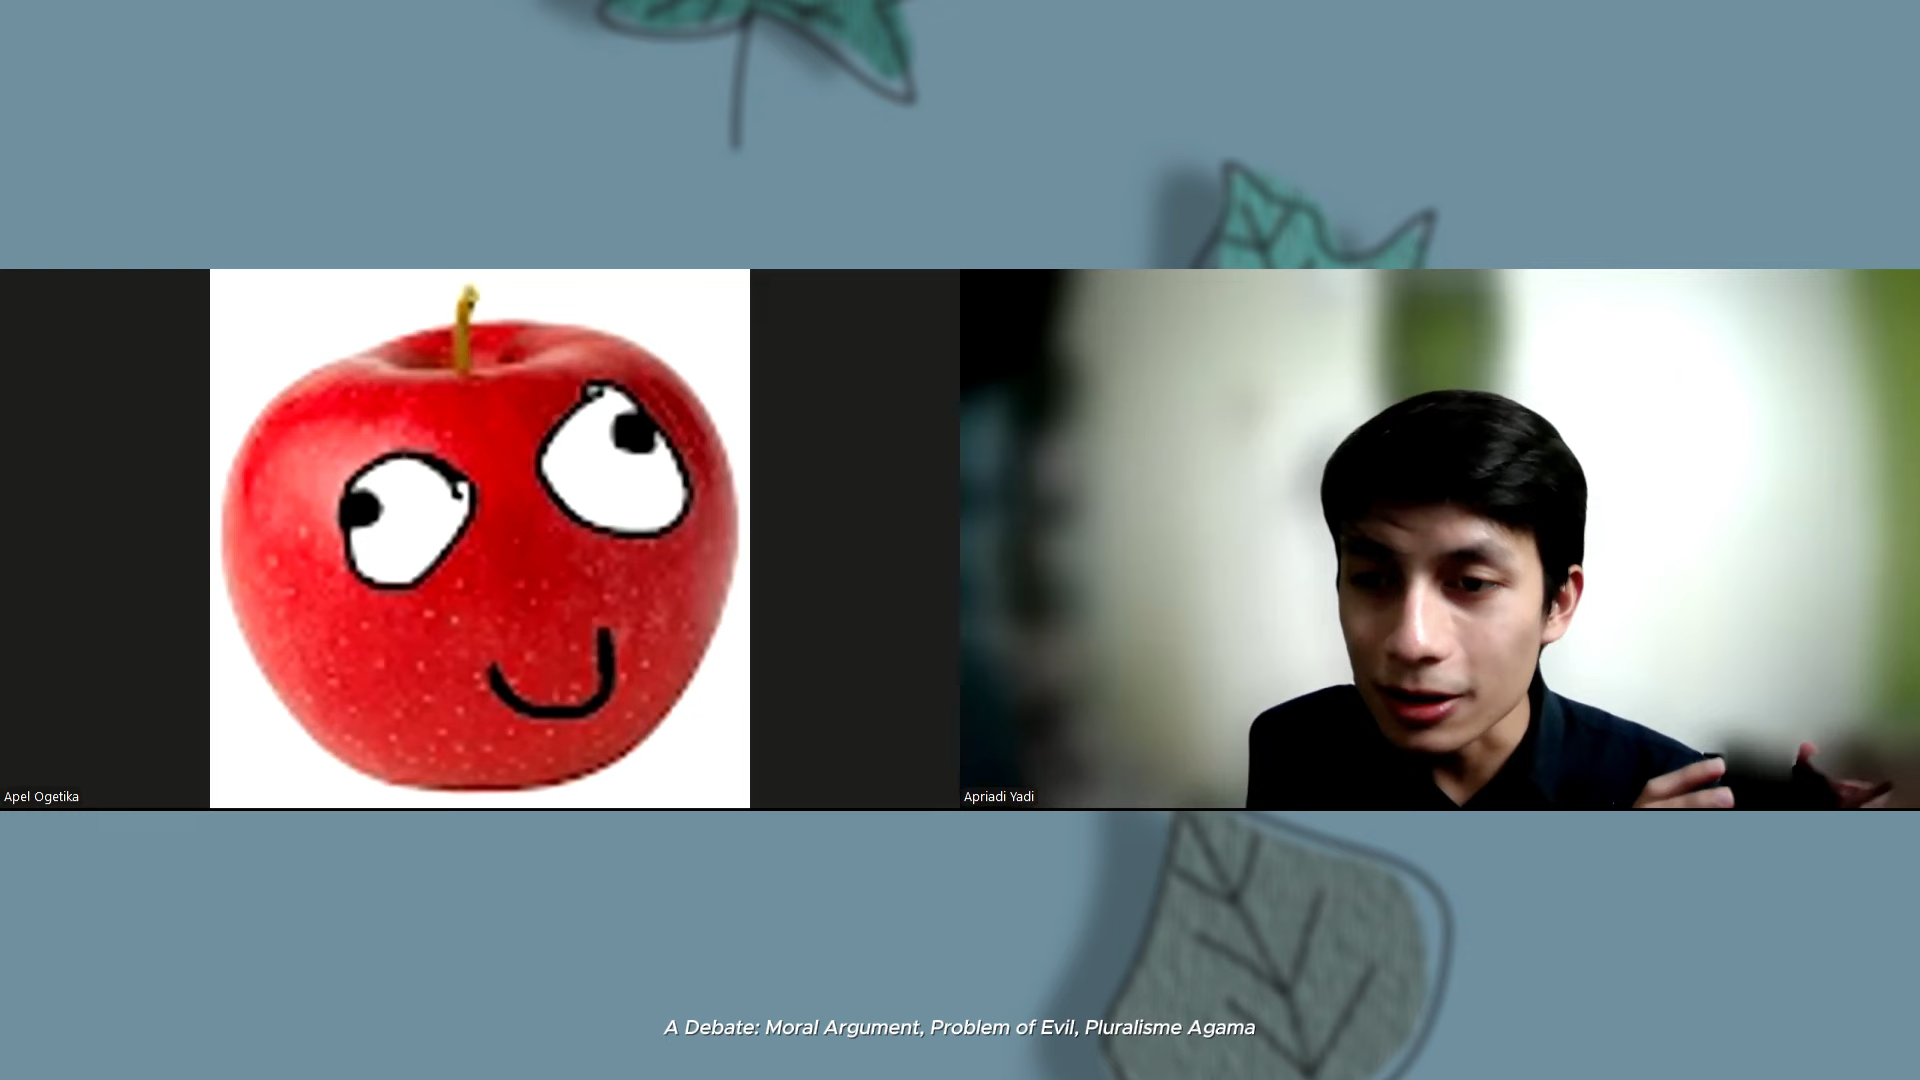 Apel Ogetika
Apriadi Yadi
A Debate: Moral Argument, Problem of Evil, Pluralisme Agama